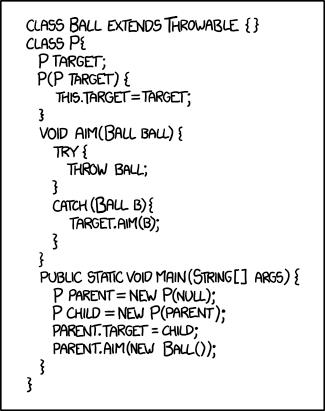 CLASS BALL EXTENDS THROWABLE {}
CLASS P{
P TARGET;
P(P TARGET) {
THIS.TARGET=TARGET;
}
VOID AIM(BALL BALL) {
TRY {
THROW BALL;
}
CATCH (BALL B){
TARGET.AIM(B);
}
}
PUBLIC STATIC VOID MAIN(STRING[] ARGS) {
P PARENT = NEW P(NULL);
P CHILD = NEW P(PARENT);
PARENT.TARGET = CHILD;
PARENT.AIM(NEW BALL());
}
}